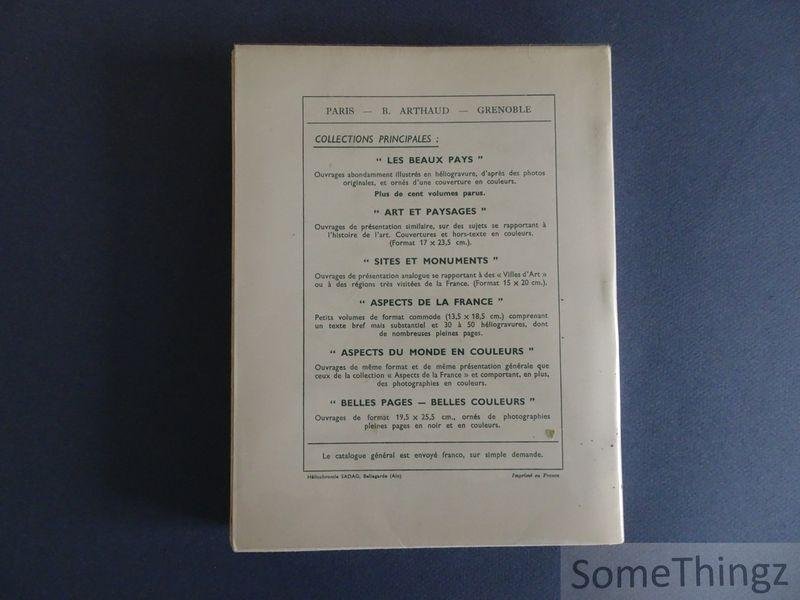 PARIS — B. ARTHAUD — GRENOBLE
COLLECTIONS PRINCIPALES :
" LES BEAUX PAYS "
Ouvrages abondamment illustrés en héliogravure, d'après des photos
originales, et ornés d'une couverture en couleurs.
Plus de cent volumes parus.
" ART ET PAYSAGES "
Ouvrages de présentation similaire, sur des sujets se rapportant à
l'histoire de l'art. Couvertures et hors-texte en couleurs.
(Format 17 × 23,5 cm.).
" SITES ET MONUMENTS "
Ouvrages de présentation analogue se rapportant à des « Villes d'Art »
ou à des régions très visitées de la France. (Format 15 × 20 cm.).
" ASPECTS DE LA FRANCE "
Petits volumes de format commode (13,5 × 18,5 cm.) comprenant
un texte bref mais substantiel et 30 à 50 héliogravures, dont
de nombreuses pleines pages.
" ASPECTS DU MONDE EN COULEURS "
Ouvrages de même format et de même présentation générale que
ceux de la collection « Aspects de la France » et comportant, en plus,
des photographies en couleurs.
" BELLES PAGES — BELLES COULEURS "
Ouvrages de format 19,5 × 25,5 cm., ornés de photographies
pleines pages en noir et en couleurs.
Le catalogue général est envoyé franco, sur simple demande.
Héliochromie SADAG, Bellegarde (Ain) Imprimé en France
SomeThingz